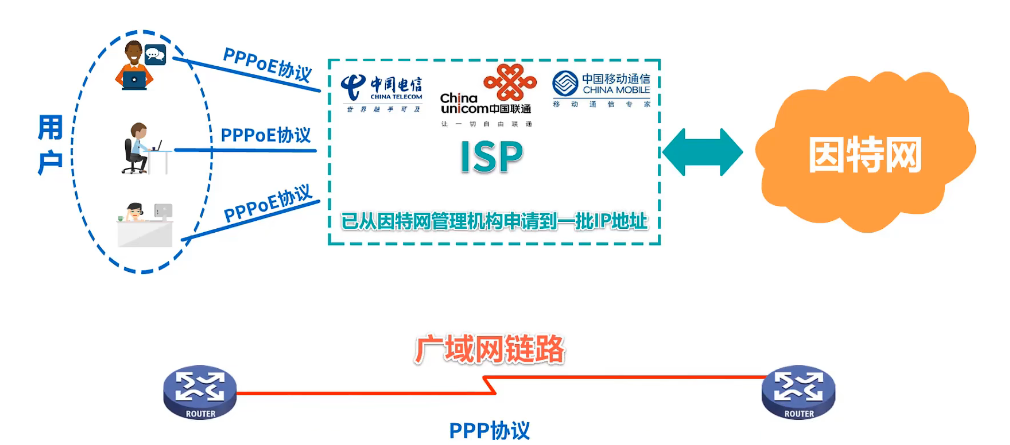 用户
PPPoE协议
PPPoE协议
PPPoE协议
中国电信
CHINA TELECOM
世界触手可及
China
unicom中国联通
让一切自由联通
中国移动通信
CHINA MOBILE
移动通信专家
ISP
已从因特网管理机构申请到一批IP地址
因特网
广域网链路
ROUTER
ROUTER
PPP协议